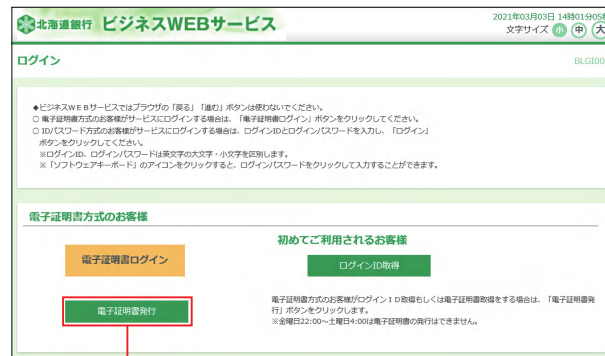 北海道銀行 ビジネスWEBサービス
2021年03月03日 14時01分05秒
文字サイズ 小 中 大
ログイン
BLGI00
◆ビジネスWEBサービスではブラウザの「戻る」「進む」ボタンは使わないでください。
○ 電子証明書方式のお客様がサービスにログインする場合は、「電子証明書ログイン」ボタンをクリックしてください。
○ ID/パスワード方式のお客様がサービスにログインする場合は、ログインIDとログインパスワードを入力し、「ログイン」
ボタンをクリックしてください。
※ログインID、ログインパスワードは英文字の大文字・小文字を区別します。
※「ソフトウェアキーボード」のアイコンをクリックすると、ログインパスワードをクリックして入力することができます。
電子証明書方式のお客様
初めてご利用されるお客様
電子証明書ログイン
ログインID取得
電子証明書発行
電子証明書方式のお客様がログインID取得もしくは電子証明書取得をする場合は、「電子証明書発
行」ボタンをクリックします。
※金曜日22:00~土曜日4:00は電子証明書の発行はできません。